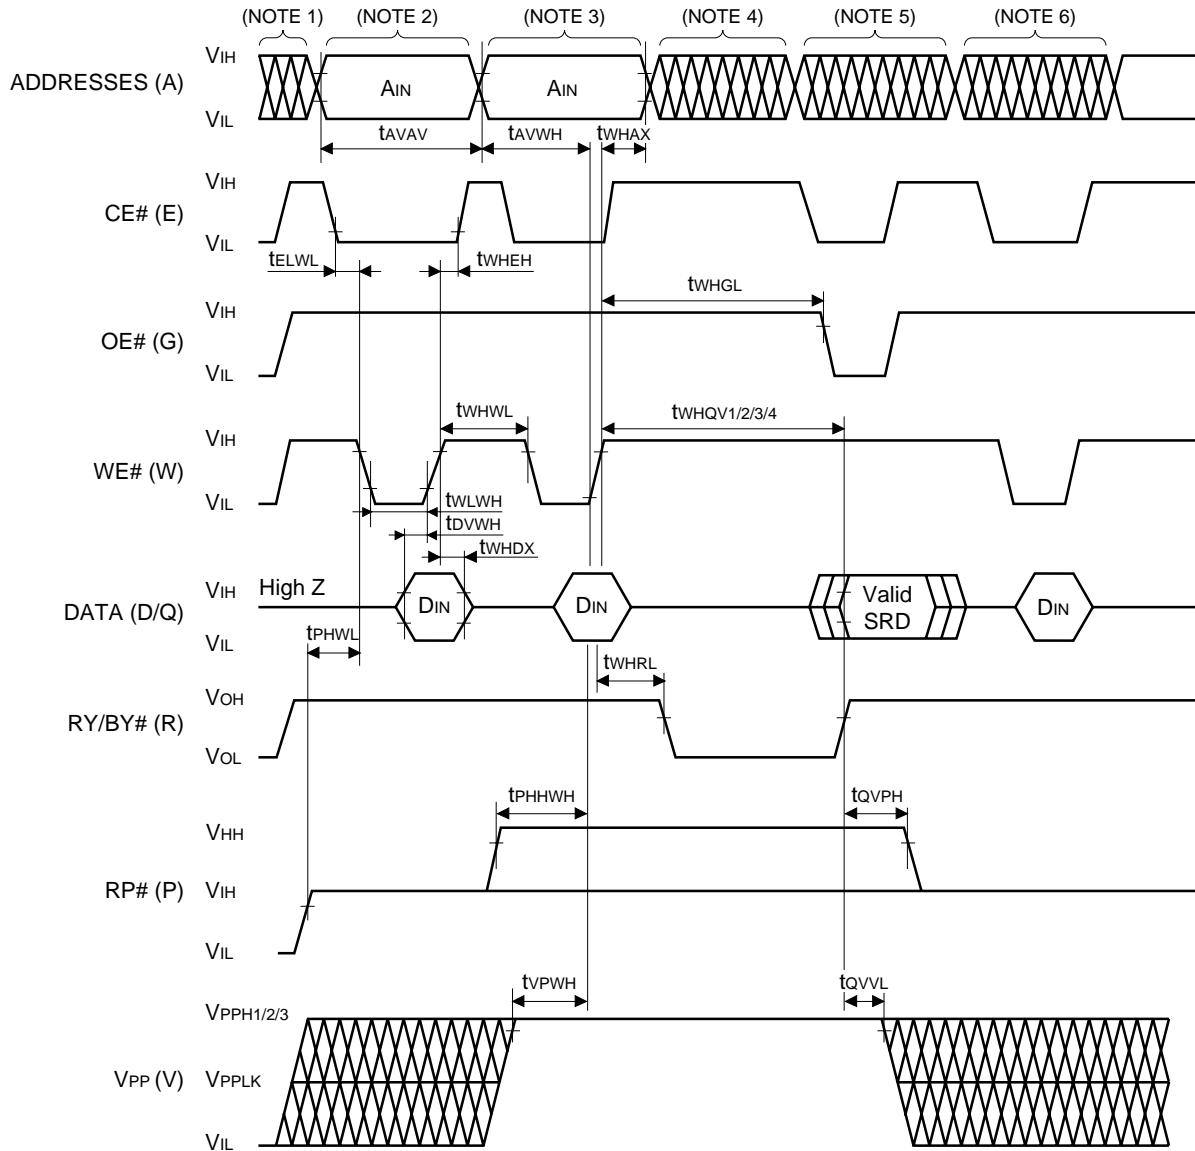 (NOTE 1) (NOTE 2) (NOTE 3) (NOTE 4) (NOTE 5) (NOTE 6)
VIH
ADDRESSES (A) AIN AIN
VIL
tAVAV tAVWH tWHAX
VIH
CE# (E)
VIL
tELWL tWHEH
tWHGL
VIH
OE# (G)
VIL
tWHWL tWHQV1/2/3/4
VIH
WE# (W)
VIL
tWLWH
tDVWH
tWHDX
VIH High Z
DATA (D/Q) DIN DIN Valid SRD DIN
VIL
tPHWL
tWHRL
VOH
RY/BY# (R)
VOL
tPHHWH tQVPH
VHH
RP# (P) VIH
VIL
tVPWH tQVVL
VPPH1/2/3
VPP (V) VPPLK
VIL